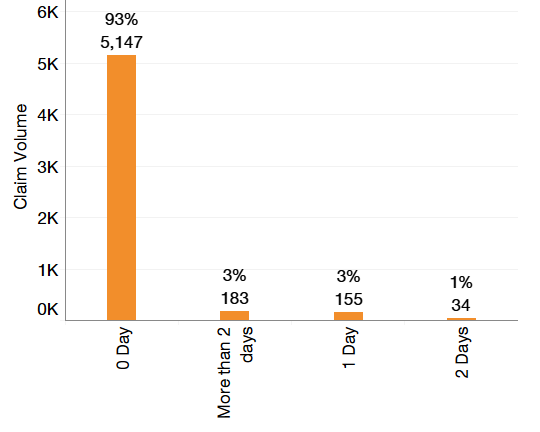 6K
5K
4K
3K
2K
1K
0K
Claim Volume
93%
5,147
3%
183
3%
155
1%
34
0 Day
More than 2
days
1 Day
2 Days